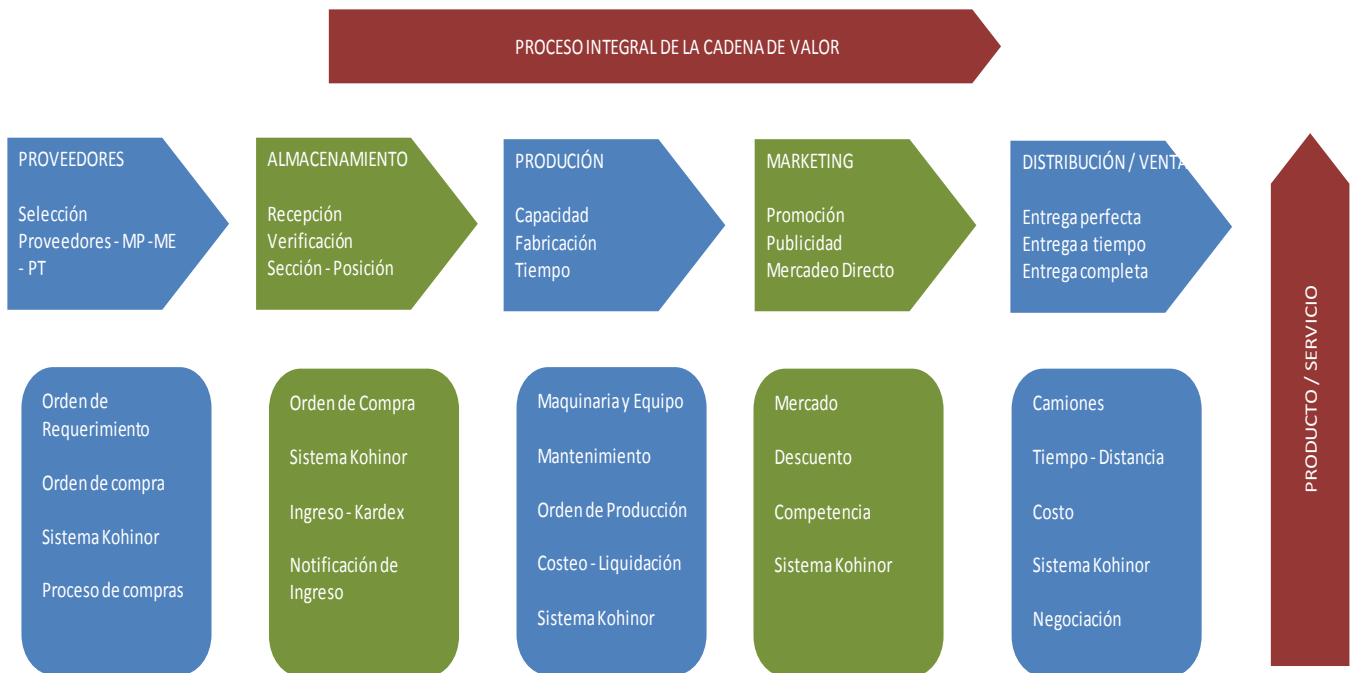 PROCESO INTEGRAL DE LA CADENA DE VALOR
PROVEEDORES
Selección
Proveedores - MP -ME
- PT
ALMACENAMIENTO
Recepción
Verificación
Sección - Posición
PRODUCIÓN
Capacidad
Fabricación
Tiempo
MARKETING
Promoción
Publicidad
Mercadeo Directo
DISTRIBUCIÓN / VENTA
Entrega perfecta
Entrega a tiempo
Entrega completa
Orden de
Requerimiento
Orden de compra
Sistema Kohinor
Proceso de compras
Orden de Compra
Sistema Kohinor
Ingreso - Kardex
Notificación de
Ingreso
Maquinaria y Equipo
Mantenimiento
Orden de Producción
Costeo - Liquidación
Sistema Kohinor
Mercado
Descuento
Competencia
Sistema Kohinor
Camiones
Tiempo - Distancia
Costo
Sistema Kohinor
Negociación
PRODUCTO / SERVICIO